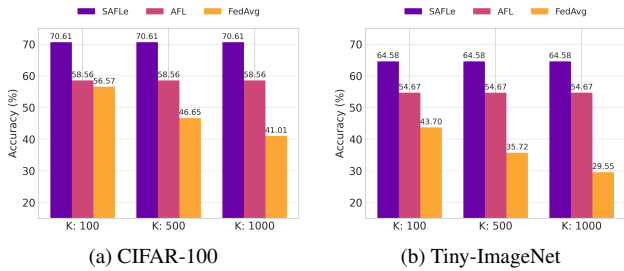 SAFLe AFL FedAvg
70.61 70.61 70.61
58.56 56.57 58.56 58.56
46.65 41.01
Accuracy (%)
70
60
50
40
30
20
K: 100 K: 500 K: 1000
(a) CIFAR-100
SAFLe AFL FedAvg
64.58 64.58 64.58
54.67 54.67 54.67
43.70 35.72 29.55
Accuracy (%)
70
60
50
40
30
20
K: 100 K: 500 K: 1000
(b) Tiny-ImageNet